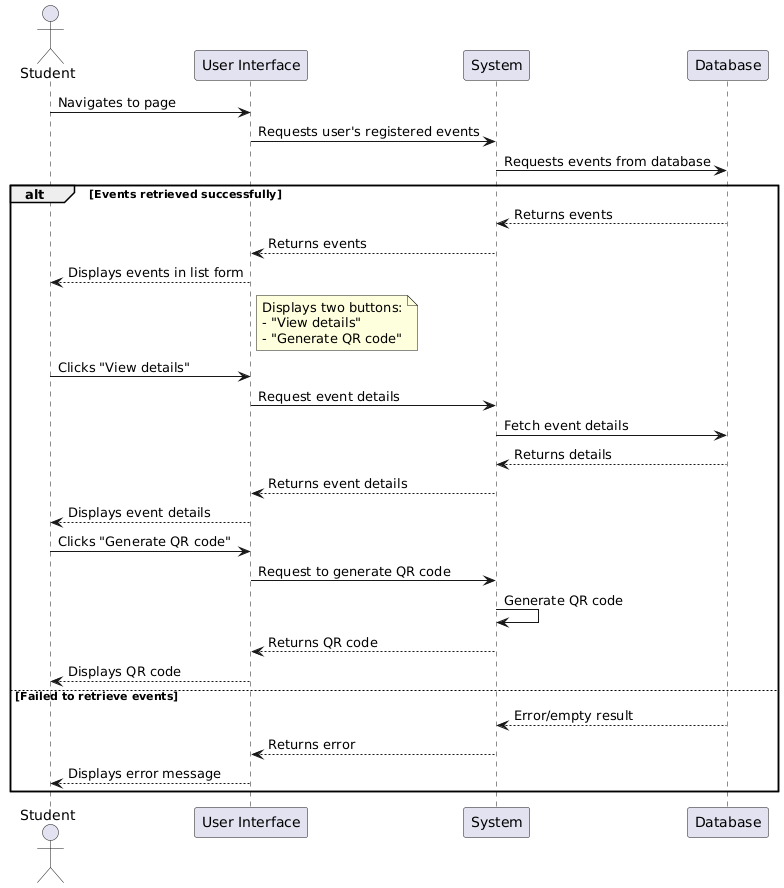 Student
User Interface
System
Database
Navigates to page
Requests user's registered events
Requests events from database
alt
[Events retrieved successfully]
Returns events
Returns events
Displays events in list form
Displays two buttons:
- "View details"
- "Generate QR code"
Clicks "View details"
Request event details
Fetch event details
Returns details
Returns event details
Displays event details
Clicks "Generate QR code"
Request to generate QR code
Generate QR code
Returns QR code
Displays QR code
[Failed to retrieve events]
Error/empty result
Returns error
Displays error message
Student
User Interface
System
Database